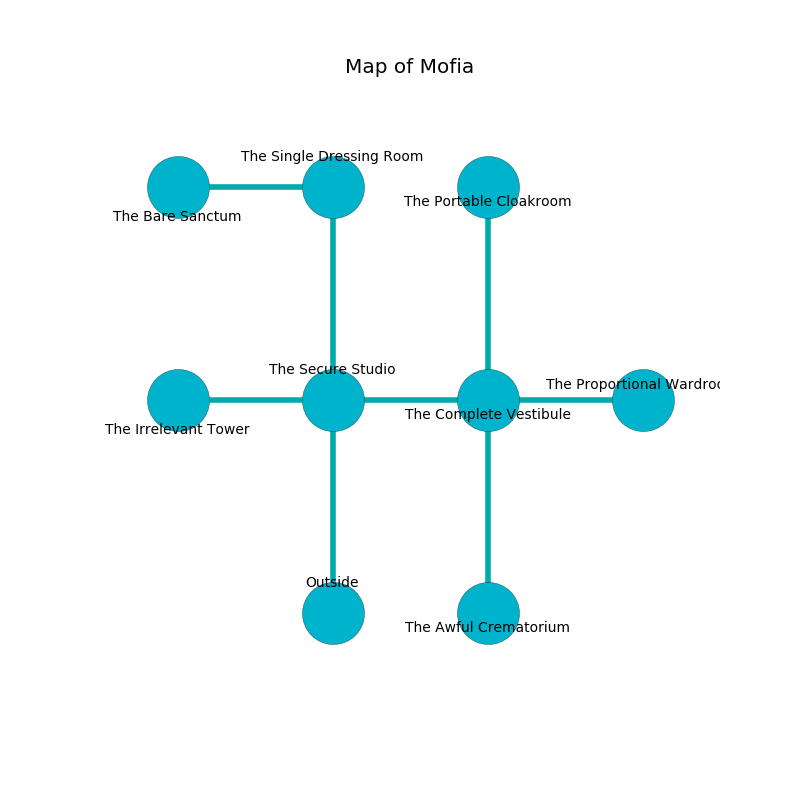 Map of Mofia
The Single Dressing Room
The Portable Cloakroom
The Bare Sanctum
The Secure Studio
The Proportional
The Complete Vestibule
The Irrelevant Tower
Outside
The Awful Crematorium